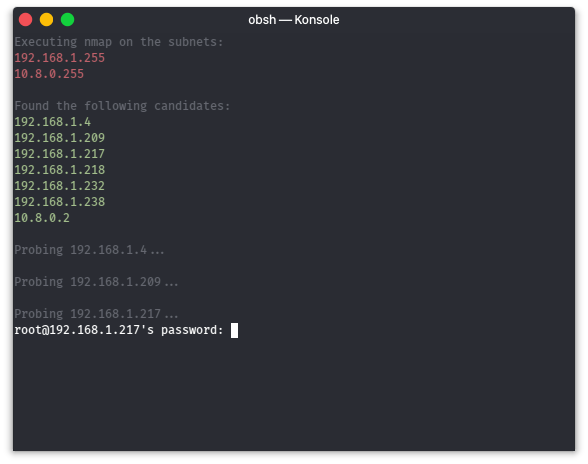 obsh — Konsole
Executing nmap on the subnets:
192.168.1.255
10.8.0.255
Found the following candidates:
192.168.1.4
192.168.1.209
192.168.1.217
192.168.1.218
192.168.1.232
192.168.1.238
10.8.0.2
Probing 192.168.1.4...
Probing 192.168.1.209...
Probing 192.168.1.217...
root@192.168.1.217's password: